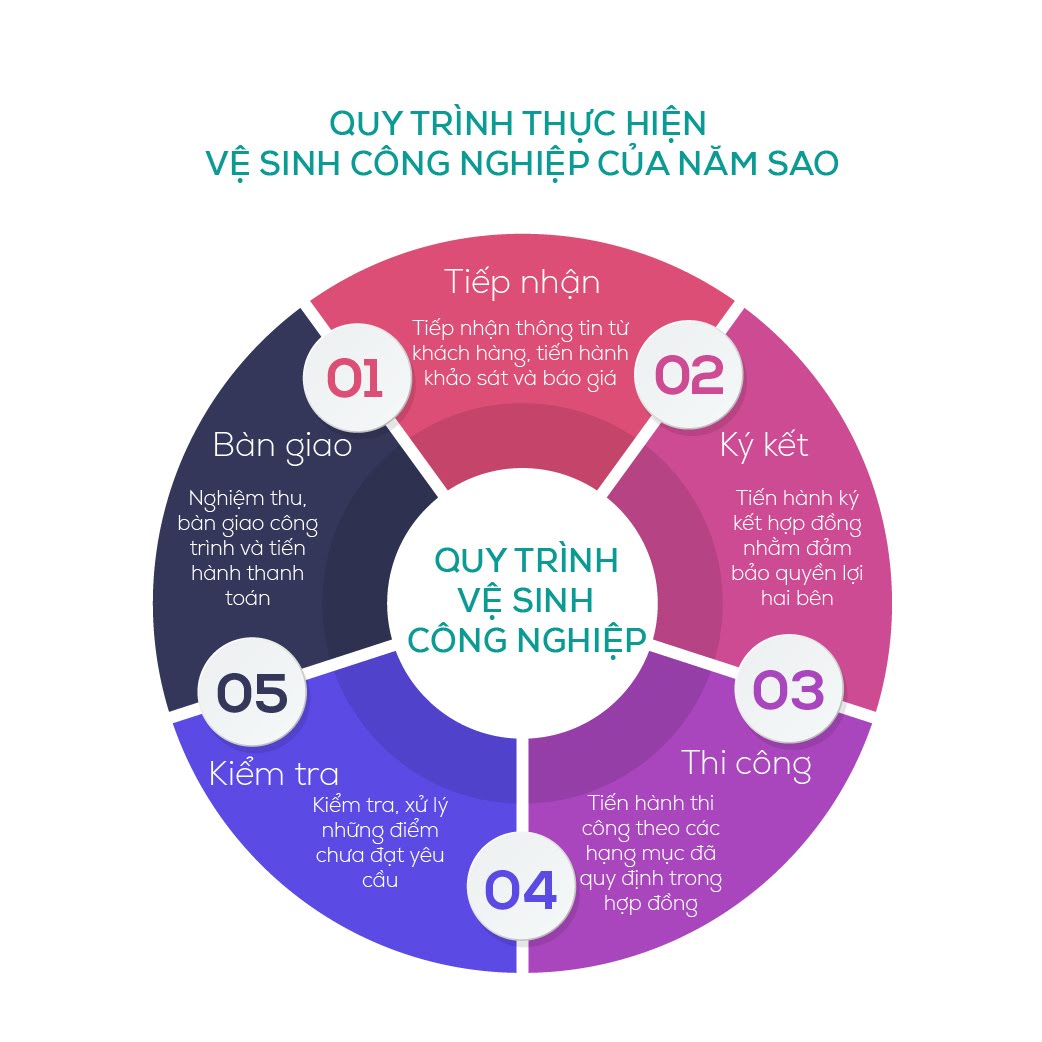 QUY TRÌNH THỰC HIỆN
VỆ SINH CÔNG NGHIỆP CỦA NĂM SAO
01
Tiếp nhận
Tiếp nhận thông tin từ
khách hàng, tiến hành
khảo sát và báo giá
02
Ký kết
Tiến hành ký
kết hợp đồng
nhằm đảm
bảo quyền lợi
hai bên
03
Thi công
Tiến hành thi
công theo các
hạng mục đã
quy định trong
hợp đồng
04
Kiểm tra
Kiểm tra, xử lý
những điểm
chưa đạt yêu
cầu
05
Bàn giao
Nghiệm thu,
bàn giao công
trình và tiến
hành thanh
toán
QUY TRÌNH
VỆ SINH
CÔNG NGHIỆP